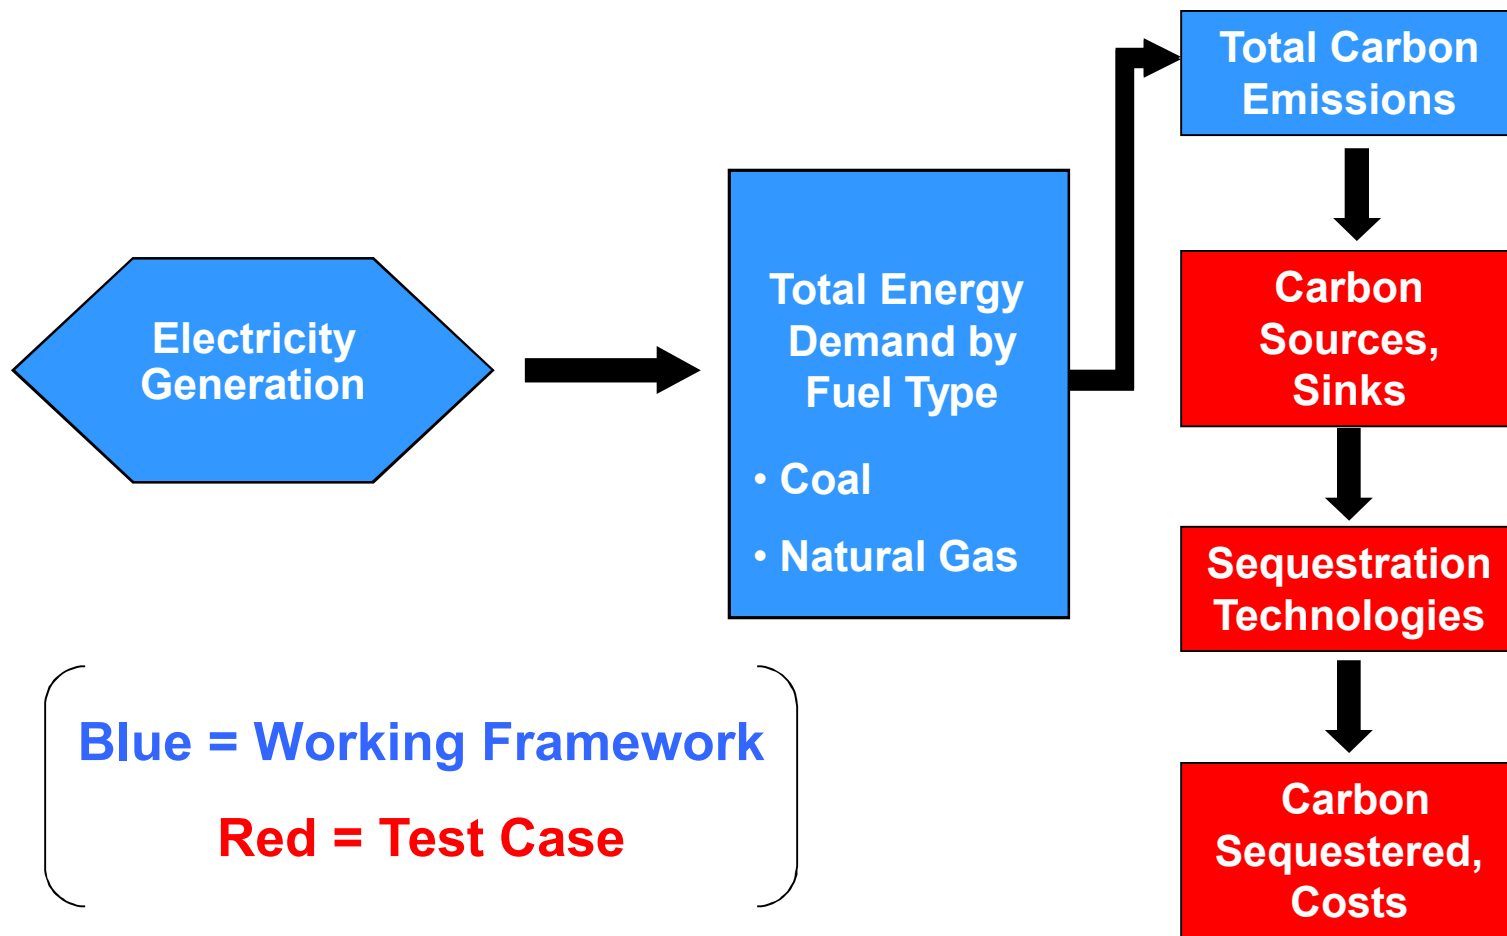 Electricity
Generation
Total Energy
Demand by
Fuel Type
• Coal
• Natural Gas
Total Carbon
Emissions
Carbon
Sources,
Sinks
Sequestration
Technologies
Carbon
Sequestered,
Costs
Blue = Working Framework
Red = Test Case